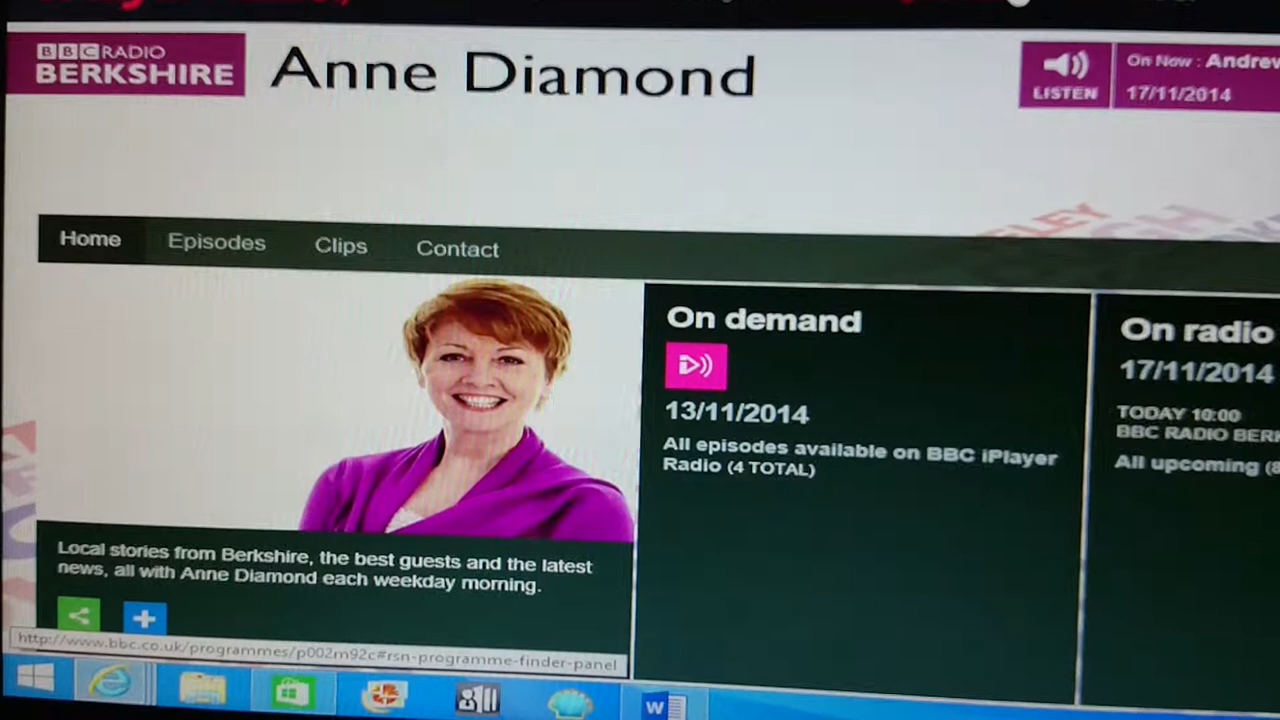 BBC RADIO
BERKSHIRE
Anne Diamond
LISTEN
On Now : Andrew
17/11/2014
Home
Episodes
Clips
Contact
On demand
13/11/2014
All episodes available on BBC iPlayer
Radio (4 TOTAL)
On radio
17/11/2014
TODAY 10:00
BBC RADIO BERK
All upcoming (8
Local stories from Berkshire, the best guests and the latest
news, all with Anne Diamond each weekday morning.
http://www.bbc.co.uk/programmes/p002m92c#rsn-programme-finder-panel